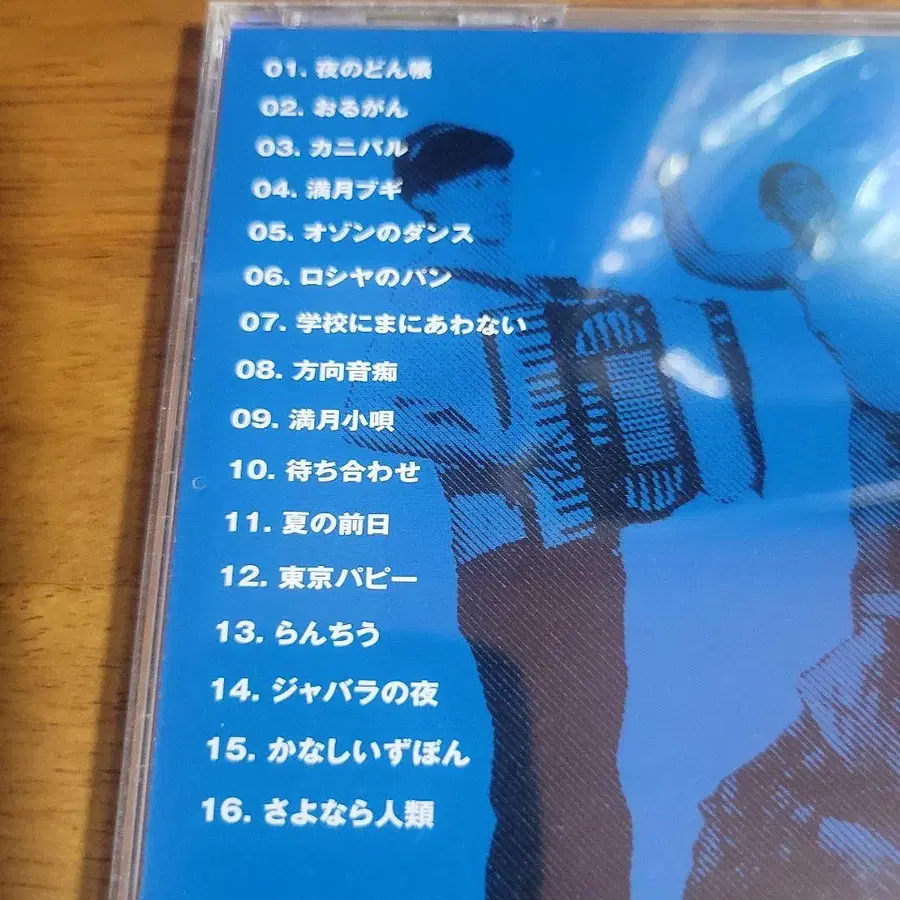 01. 夜のどん帳
02. おるがん
03. カニバル
04. 満月ブギ
05. オゾンのダンス
06. ロシヤのパン
07. 学校にまにあわない
08. 方向音痴
09. 満月小唄
10. 待ち合わせ
11. 夏の前日
12. 東京パピー
13. らんちう
14. ジャバラの夜
15. かなしいずぼん
16. さよなら人類